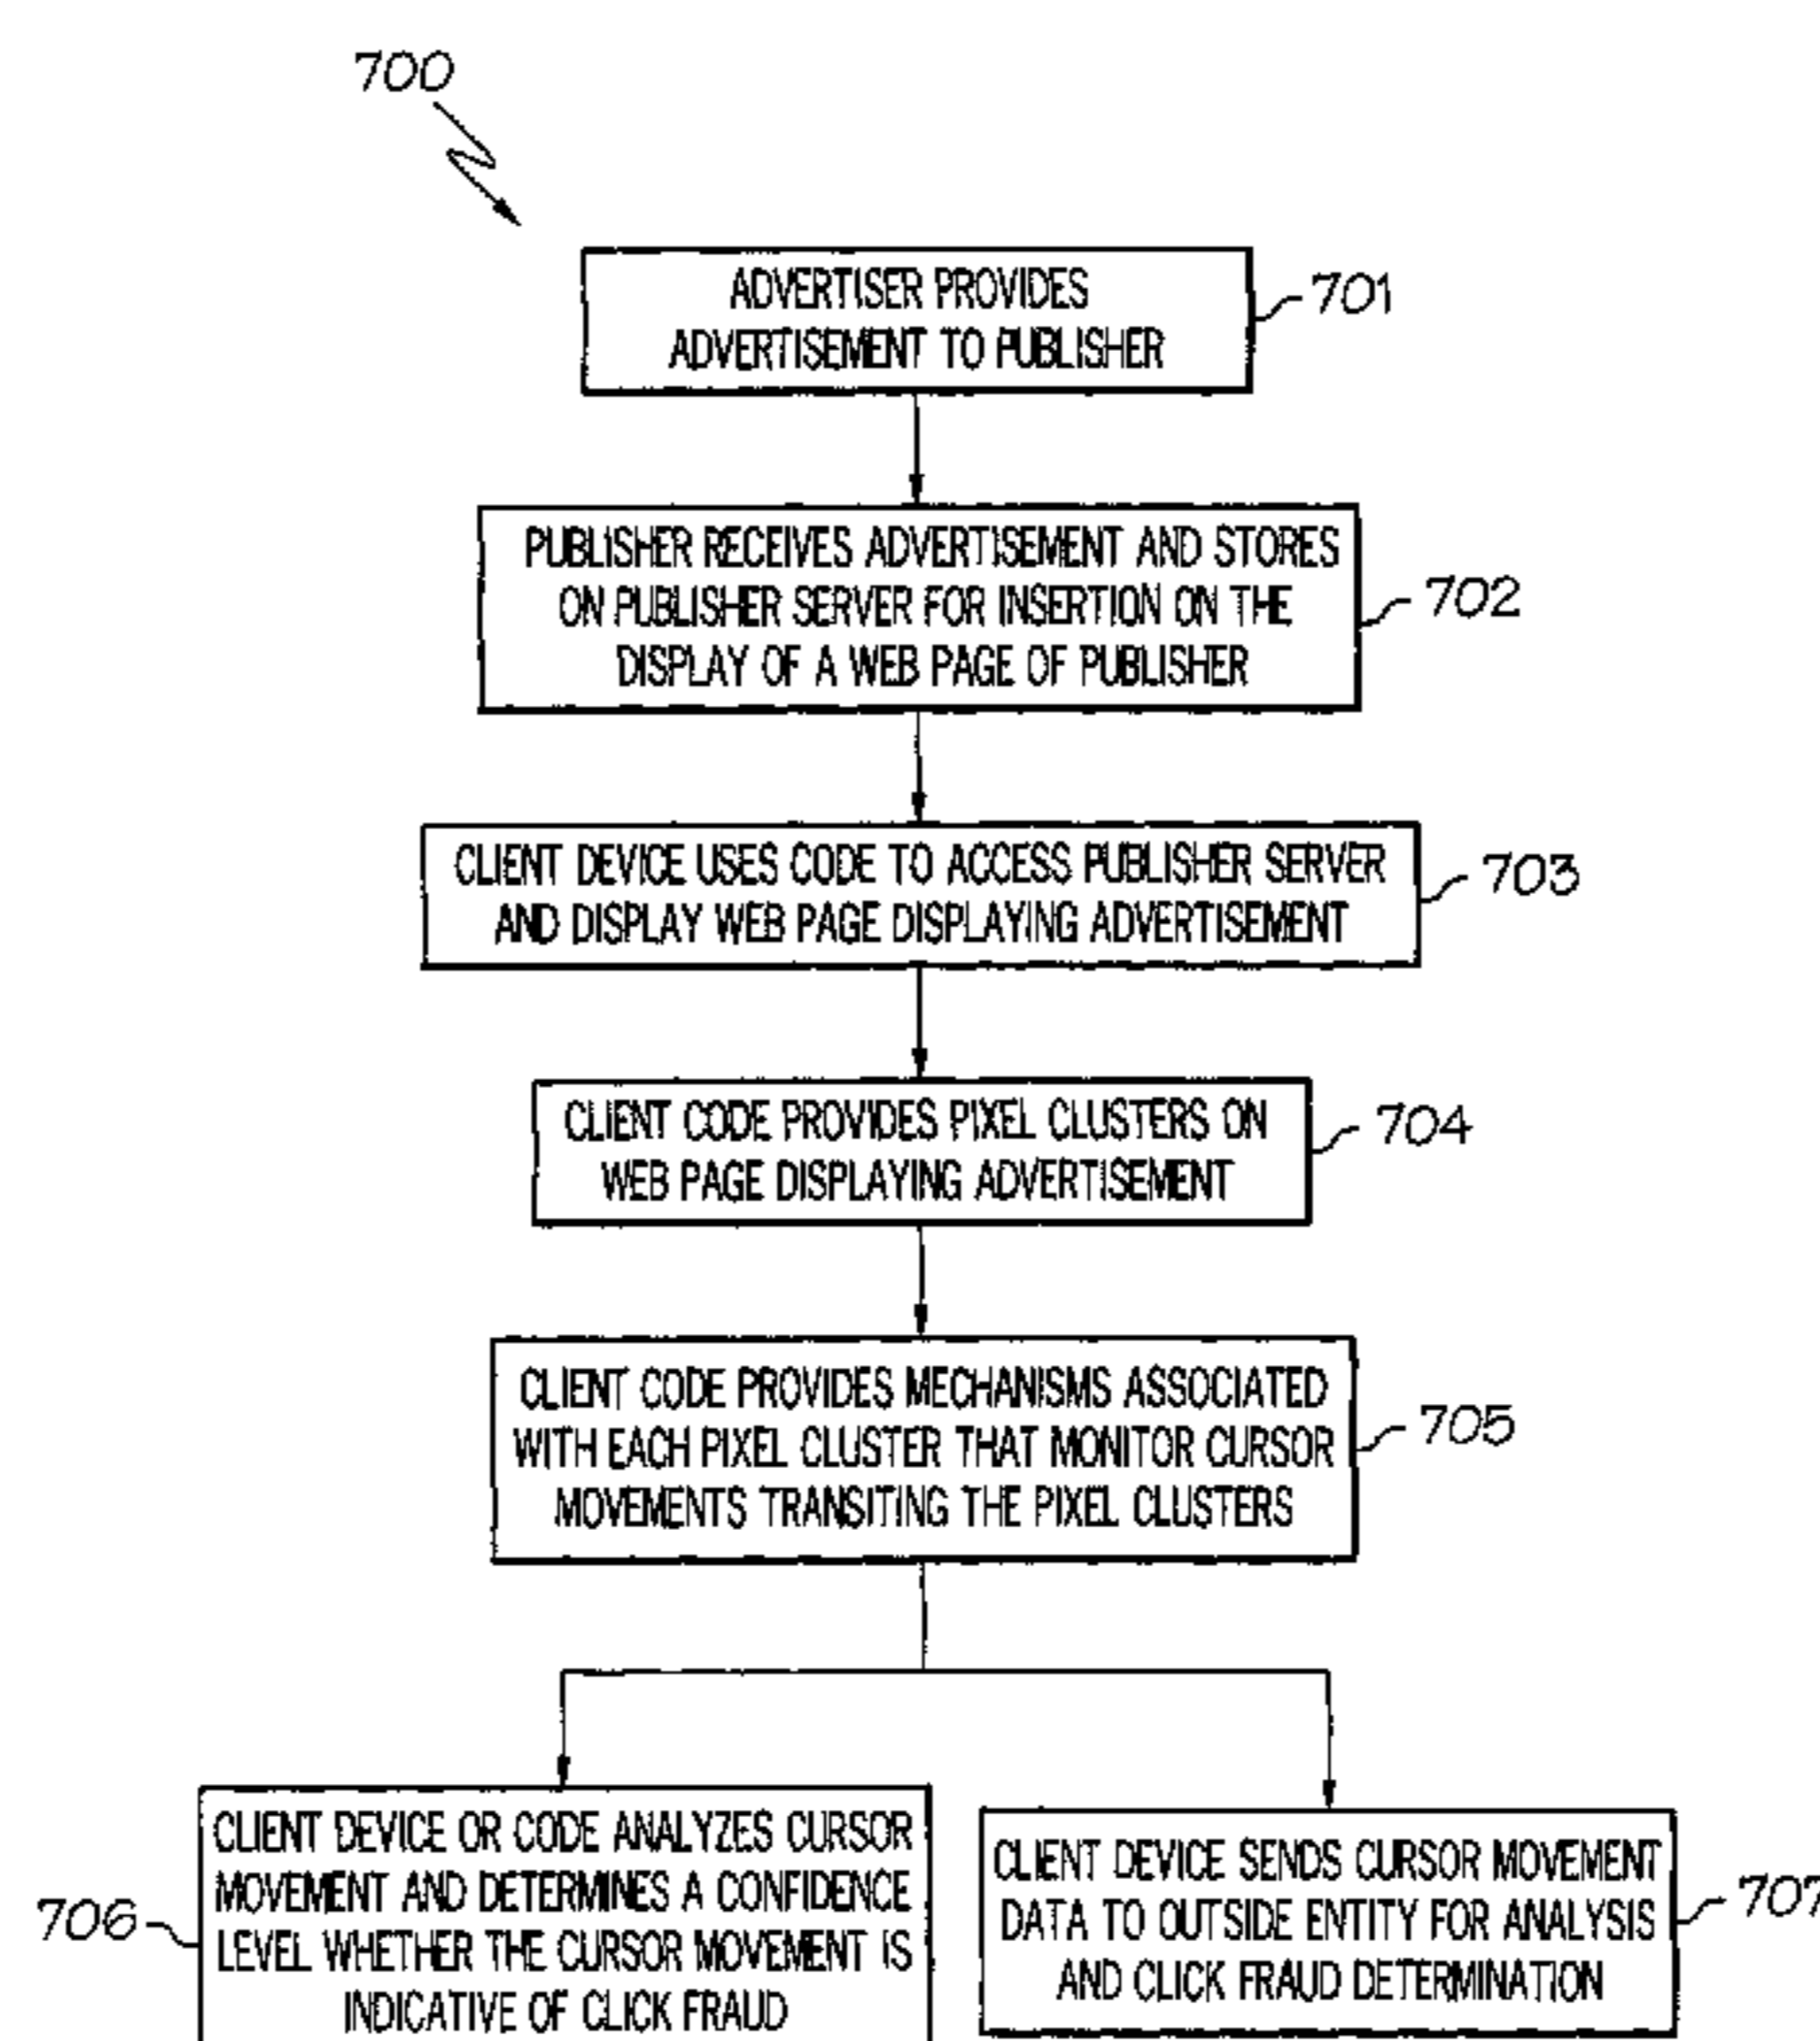 700
ADVERTISER PROVIDES
ADVERTISEMENT TO PUBLISHER
701
PUBLISHER RECEIVES ADVERTISEMENT AND STORES
ON PUBLISHER SERVER FOR INSERTION ON THE
DISPLAY OF A WEB PAGE OF PUBLISHER
702
CLIENT DEVICE USES CODE TO ACCESS PUBLISHER SERVER
AND DISPLAY WEB PAGE DISPLAYING ADVERTISEMENT
703
CLIENT CODE PROVIDES PIXEL CLUSTERS ON
WEB PAGE DISPLAYING ADVERTISEMENT
704
CLIENT CODE PROVIDES MECHANISMS ASSOCIATED
WITH EACH PIXEL CLUSTER THAT MONITOR CURSOR
MOVEMENTS TRANSITING THE PIXEL CLUSTERS
705
706
CLIENT DEVICE OR CODE ANALYZES CURSOR
MOVEMENT AND DETERMINES A CONFIDENCE
LEVEL WHETHER THE CURSOR MOVEMENT IS
INDICATIVE OF CLICK FRAUD
CLIENT DEVICE SENDS CURSOR MOVEMENT
DATA TO OUTSIDE ENTITY FOR ANALYSIS
AND CLICK FRAUD DETERMINATION
707